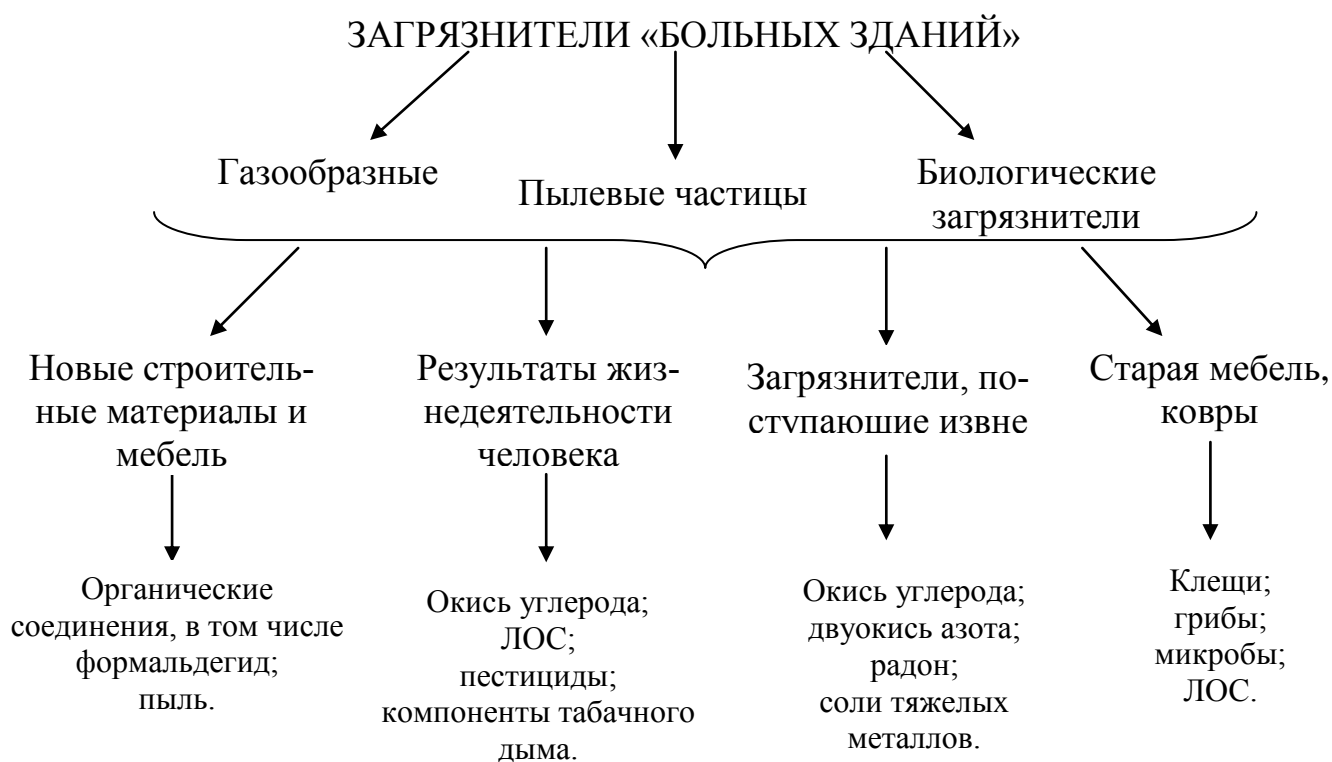 ЗАГРЯЗНИТЕЛИ «БОЛЬНЫХ ЗДАНИЙ»
Газообразные
Пылевые частицы
Биологические
загрязнители
Новые строитель-
ные материалы и
мебель
Результаты жиз-
недеятельности
человека
Загрязнители, по-
ступающие извне
Старая мебель,
ковры
Органические
соединения, в том числе
формальдегид;
пыль.
Окись углерода;
ЛОС;
пестициды;
компоненты табачного
дыма.
Окись углерода;
двуокись азота;
радон;
соли тяжелых
металлов.
Клещи;
грибы;
микробы;
ЛОС.